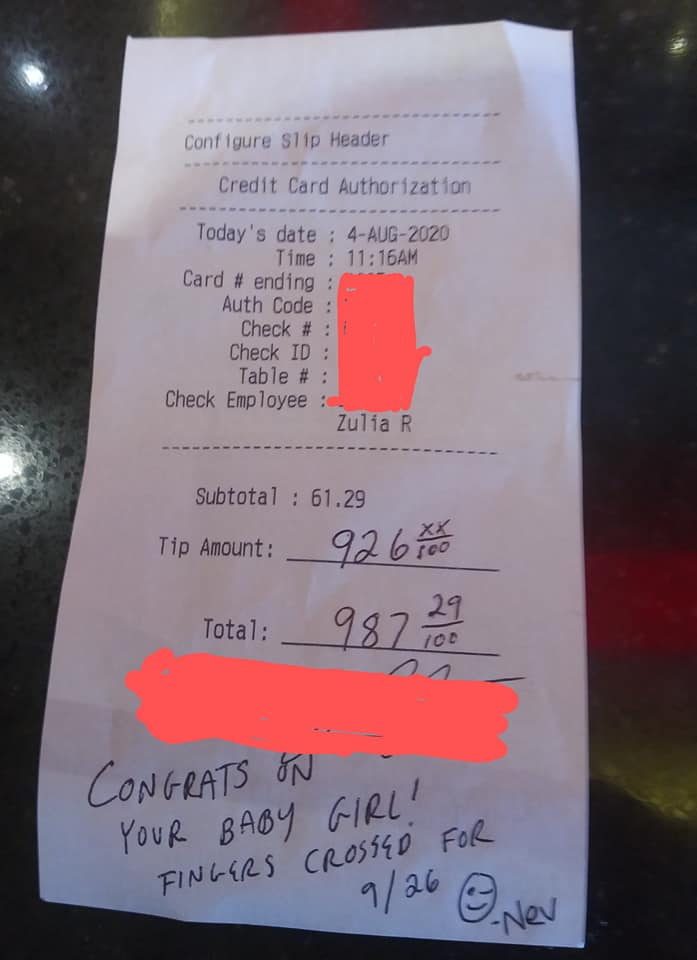 Configure Slip Header
Credit Card Authorization
Today's date : 4-AUG-2020
Time : 11:16AM
Card # ending :
Auth Code :
Check # :
Check ID :
Table # :
Check Employee :
Zulia R
Subtotal : 61.29
Tip Amount: 926 XX/100
Total: 987 29/100
CONGRATS ON
YOUR BABY GIRL!
FINGERS CROSSED FOR
9/26 ☺
-Nev